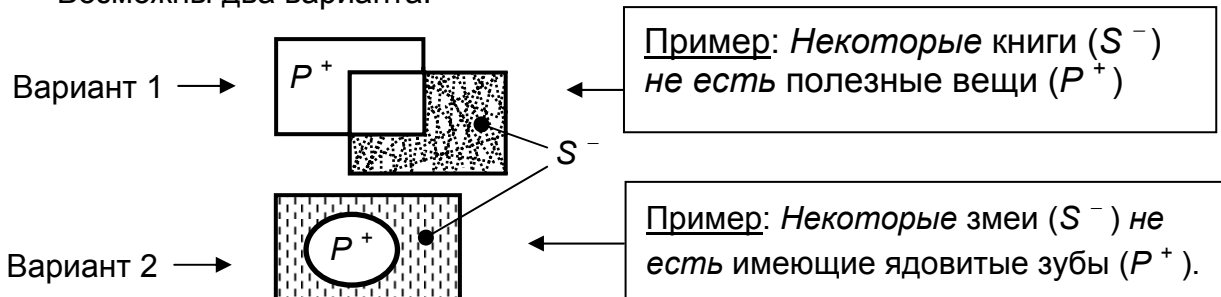 Возможны два варианта:
Вариант 1
P +
Пример: Некоторые книги (S –)
не есть полезные вещи (P +)
S –
Вариант 2
P +
Пример: Некоторые змеи (S –) не
есть имеющие ядовитые зубы (P +).